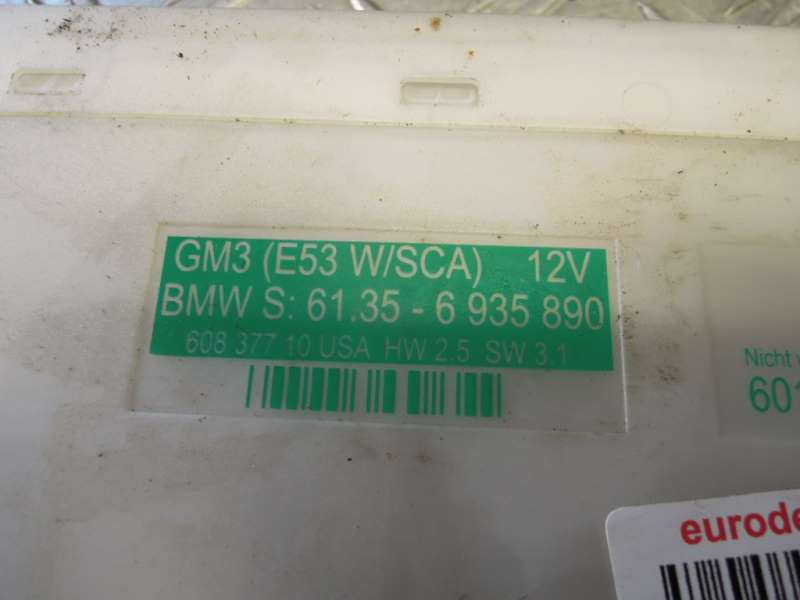 GM3 (E53 W/SCA) 12V
BMW S: 61.35 - 6 935 890
608 377 10 USA HW 2.5 SW 3.1
Nicht
601
eurode